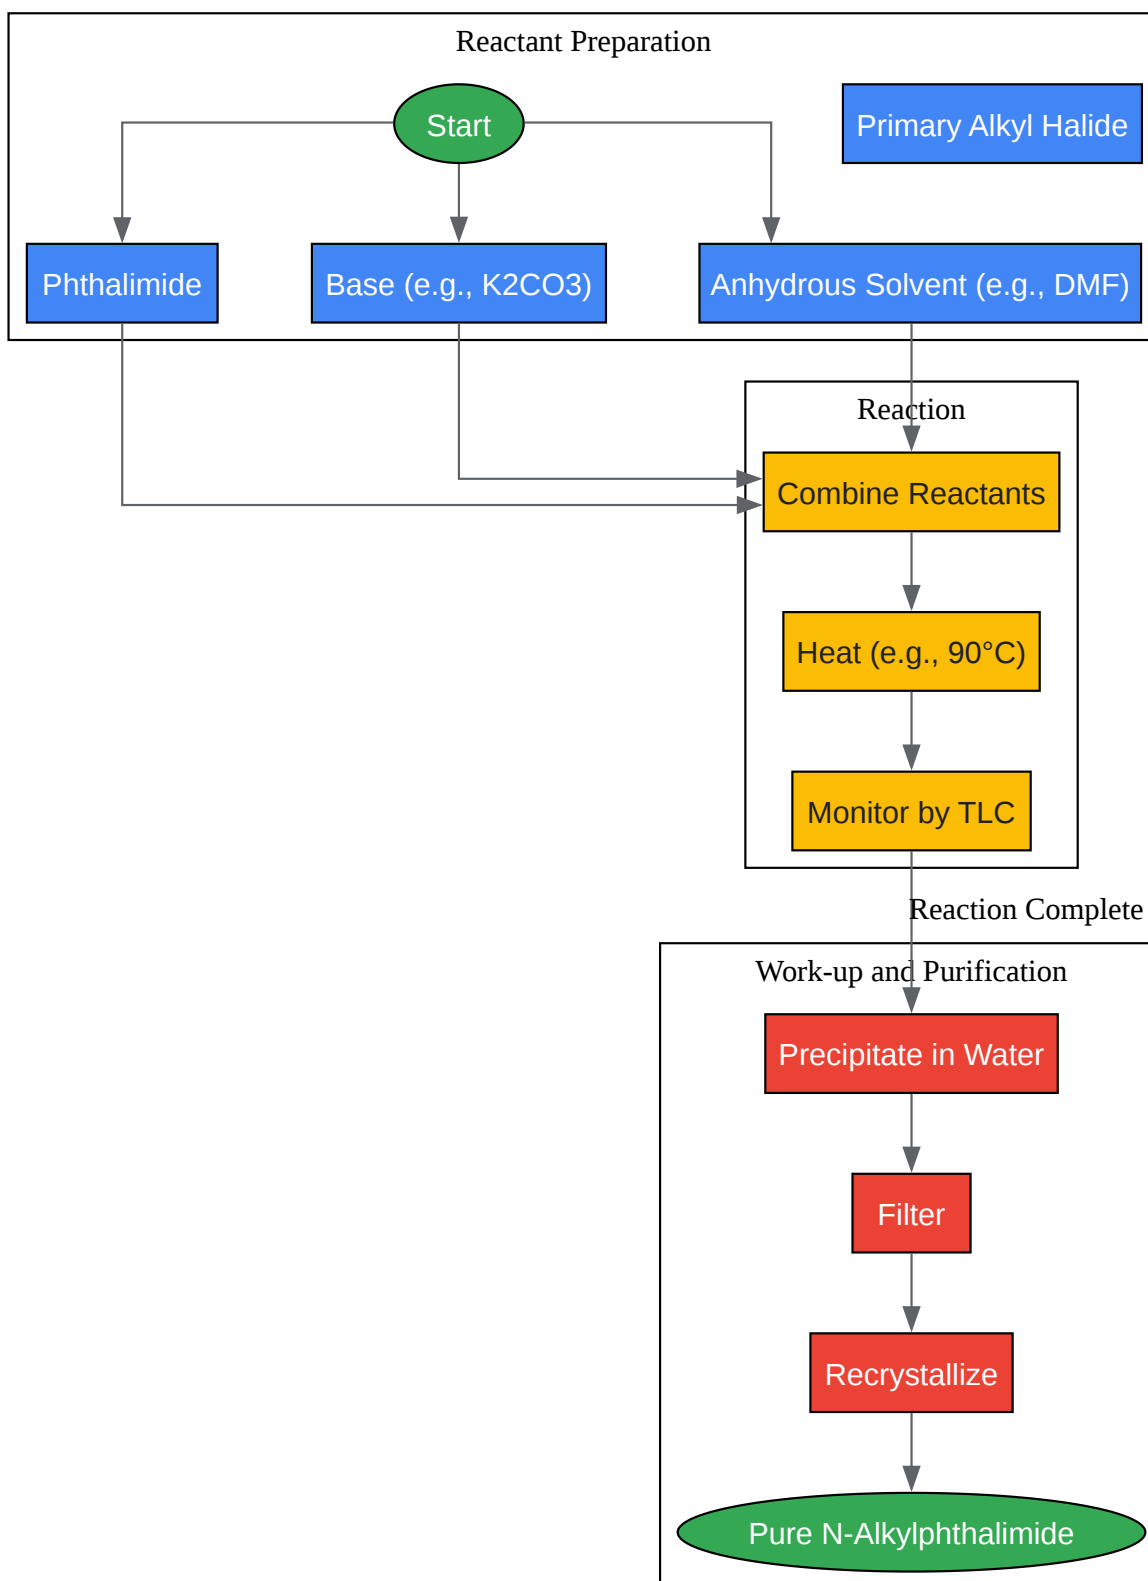 Reactant Preparation
Start
Primary Alkyl Halide
Phthalimide
Base (e.g., K2CO3)
Anhydrous Solvent (e.g., DMF)
Reaction
Combine Reactants
Heat (e.g., 90°C)
Monitor by TLC
Reaction Complete
Work-up and Purification
Precipitate in Water
Filter
Recrystallize
Pure N-Alkylphthalimide